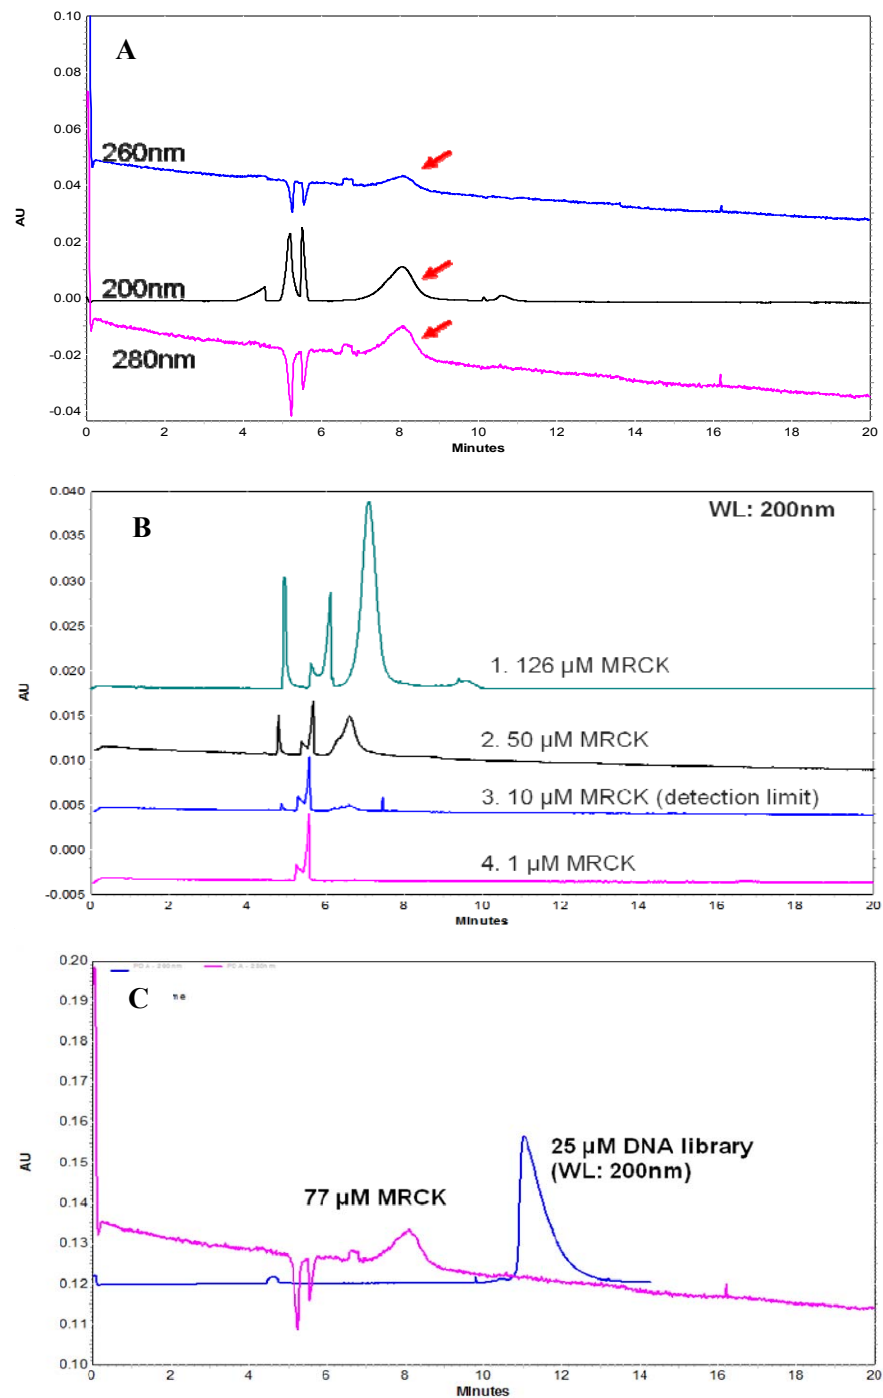 A
0.10
0.08
0.06
260nm
0.04
AU
0.02
200nm
0.00
-0.02
280nm
-0.04
0 2 4 6 8 10 12 14 16 18 20
Minutes
0.040
B
WL: 200nm
0.035
0.030
0.025
1. 126 µM MRCK
0.020
AU
0.015
2. 50 µM MRCK
0.010
3. 10 µM MRCK (detection limit)
0.005
0.000
4. 1 µM MRCK
-0.005
0 2 4 6 8 10 12 14 16 18 20
Minutes
0.20
C
0.19
0.18
0.17
0.16
25 µM DNA library
(WL: 200nm)
AU
0.15
77 µM MRCK
0.14
0.13
0.12
0.11
0.10
0 2 4 6 8 10 12 14 16 18 20
Minutes